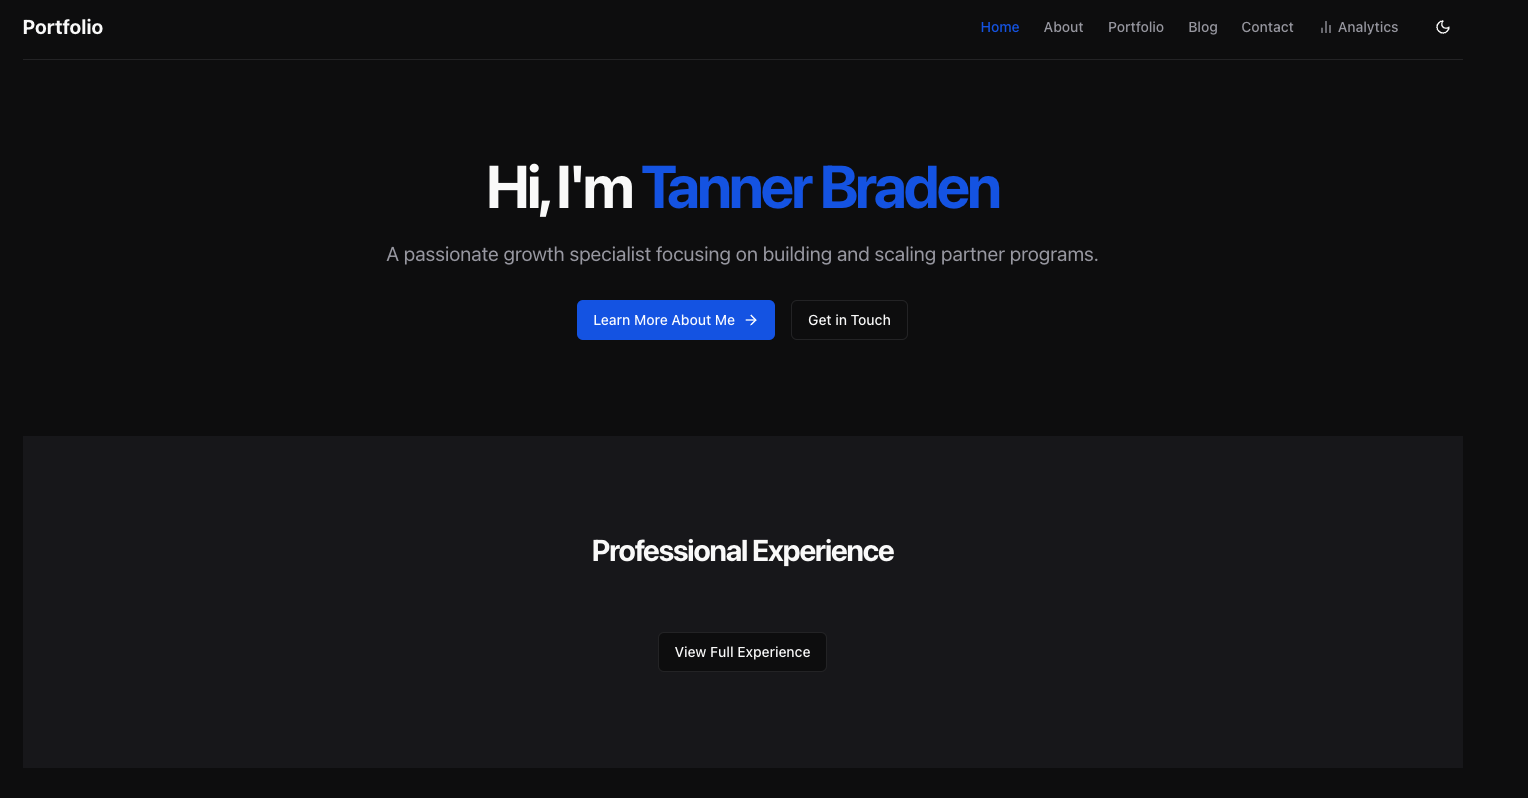 Portfolio
Home About Portfolio Blog Contact Analytics
Hi, I'm Tanner Braden
A passionate growth specialist focusing on building and scaling partner programs.
Learn More About Me → Get in Touch
Professional Experience
View Full Experience